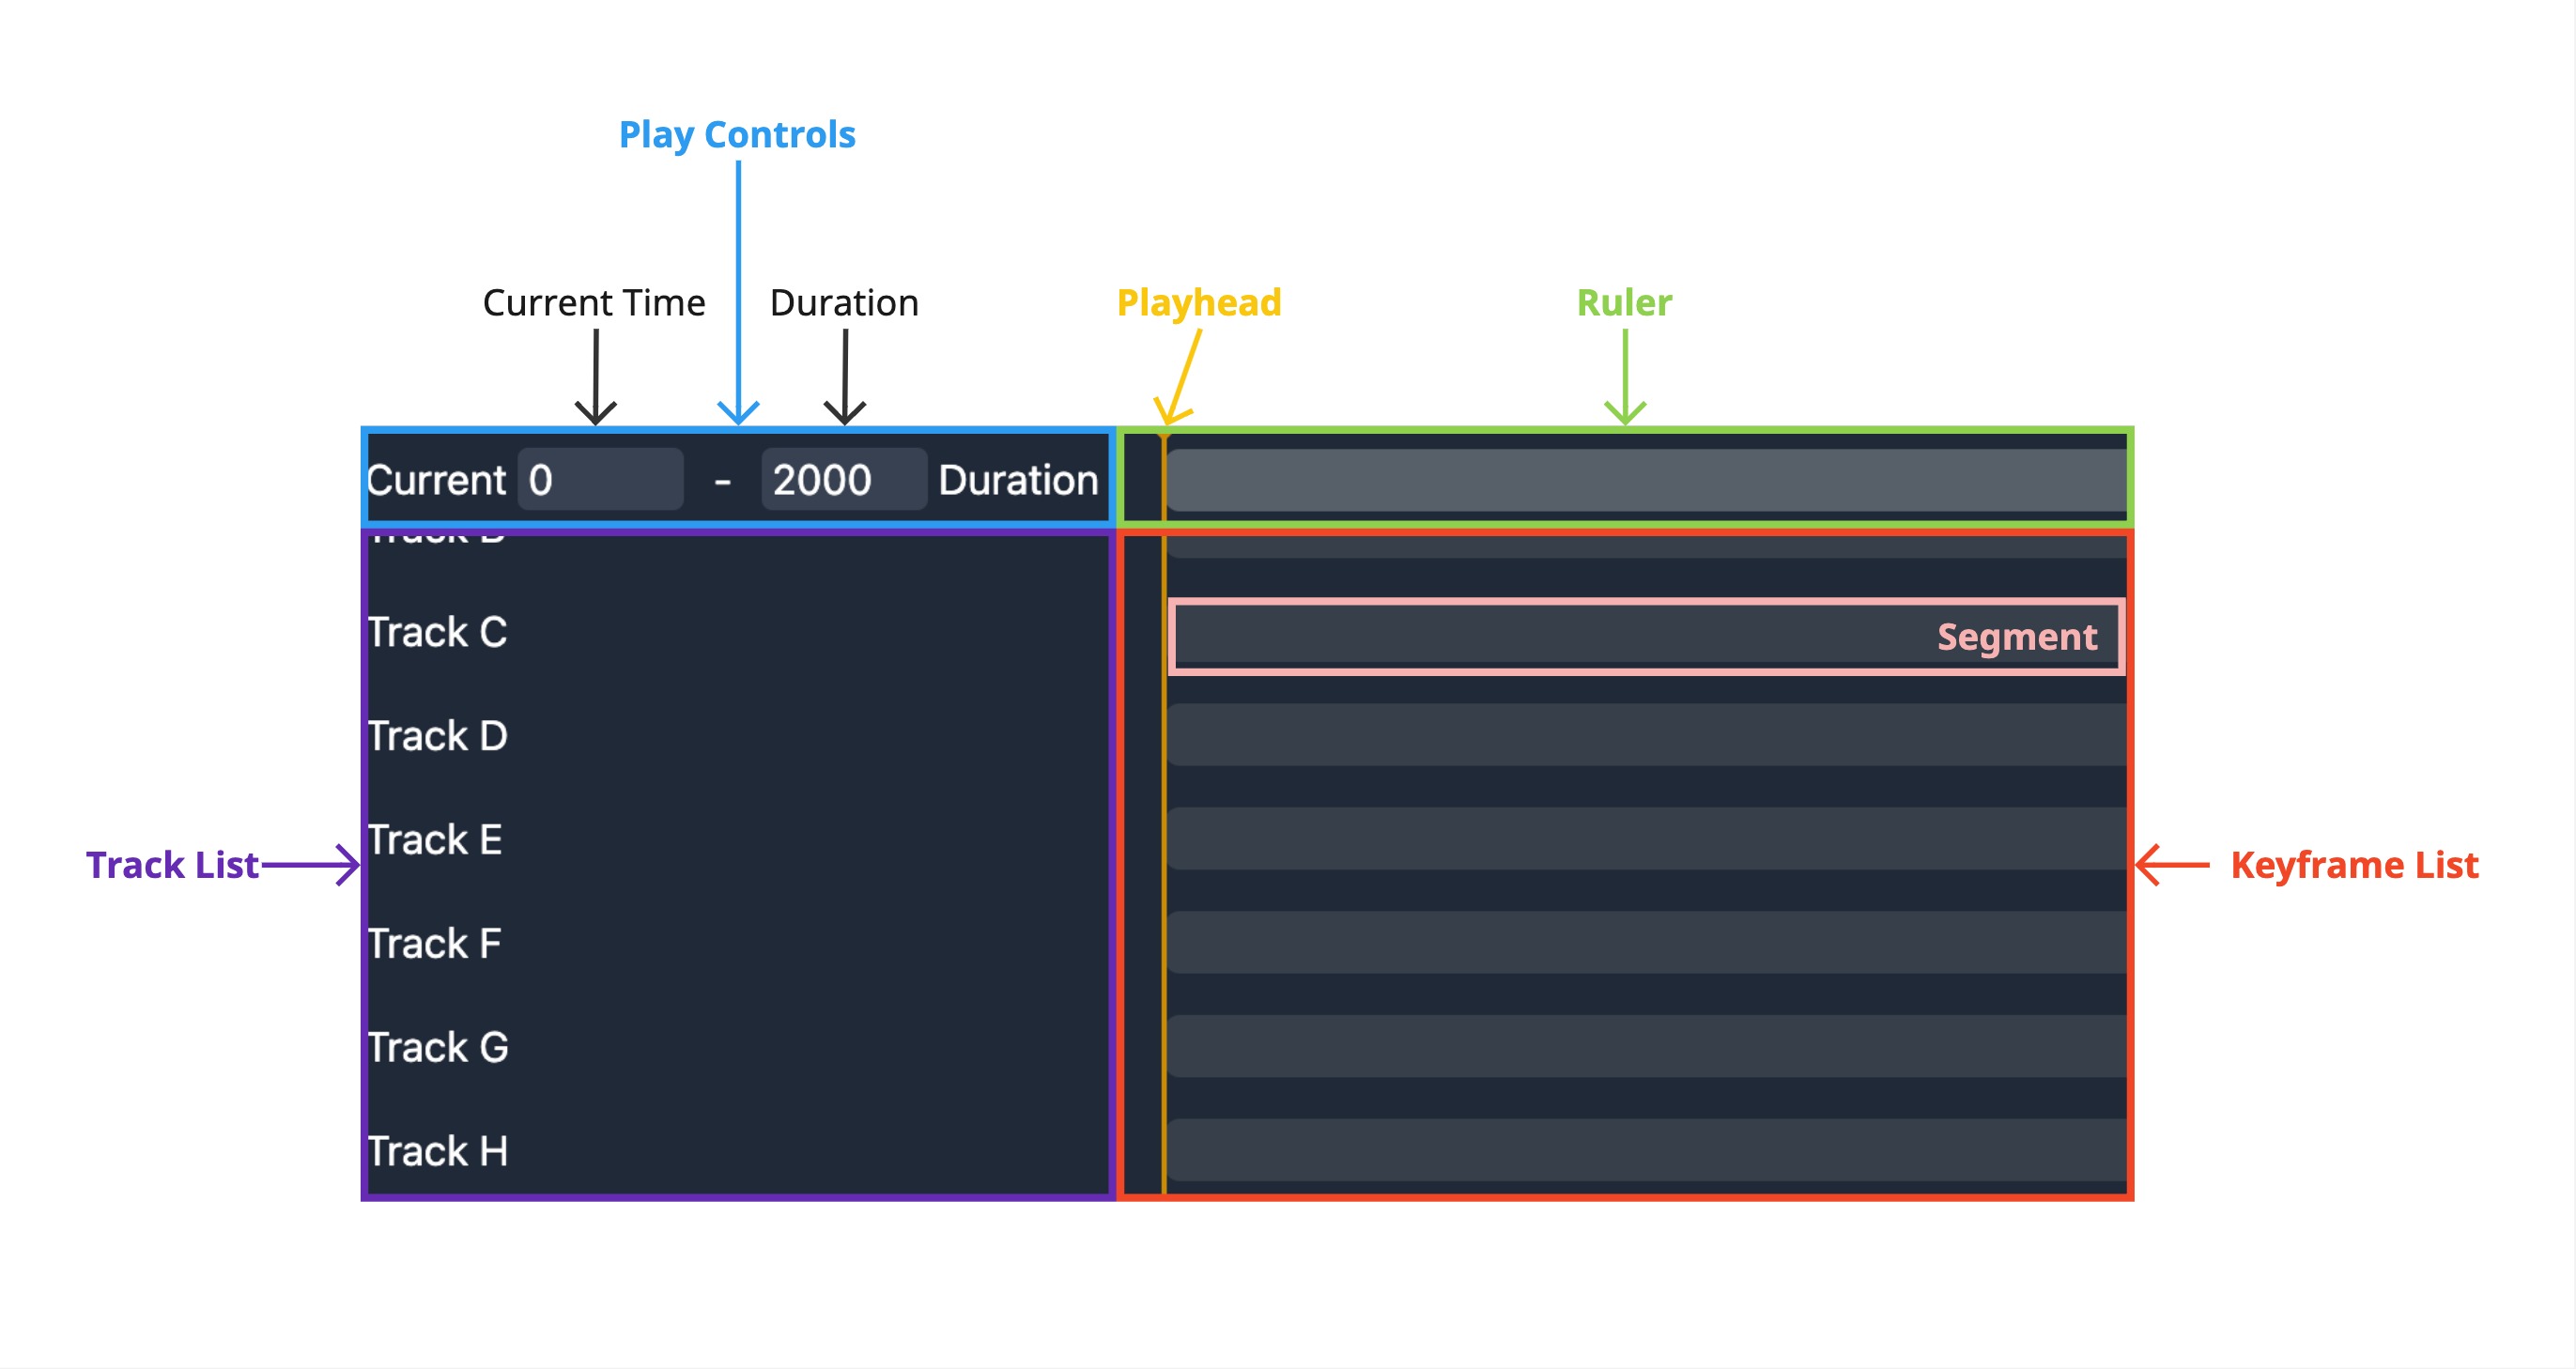 Play Controls
Current Time
Duration
Playhead
Ruler
Current 0 - 2000 Duration
Track C
Segment
Track D
Track E
Track List
Keyframe List
Track F
Track G
Track H